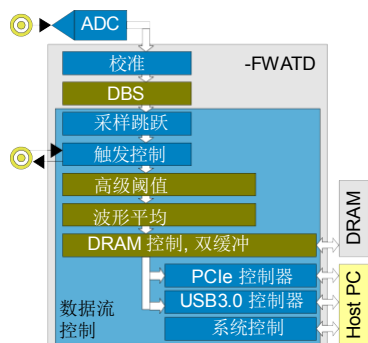 ADC
校准
-FWATD
DBS
采样跳跃
触发控制
高级阈值
波形平均
DRAM 控制, 双缓冲
DRAM
PCIe 控制器
USB3.0 控制器
数据流
控制
系统控制
Host PC